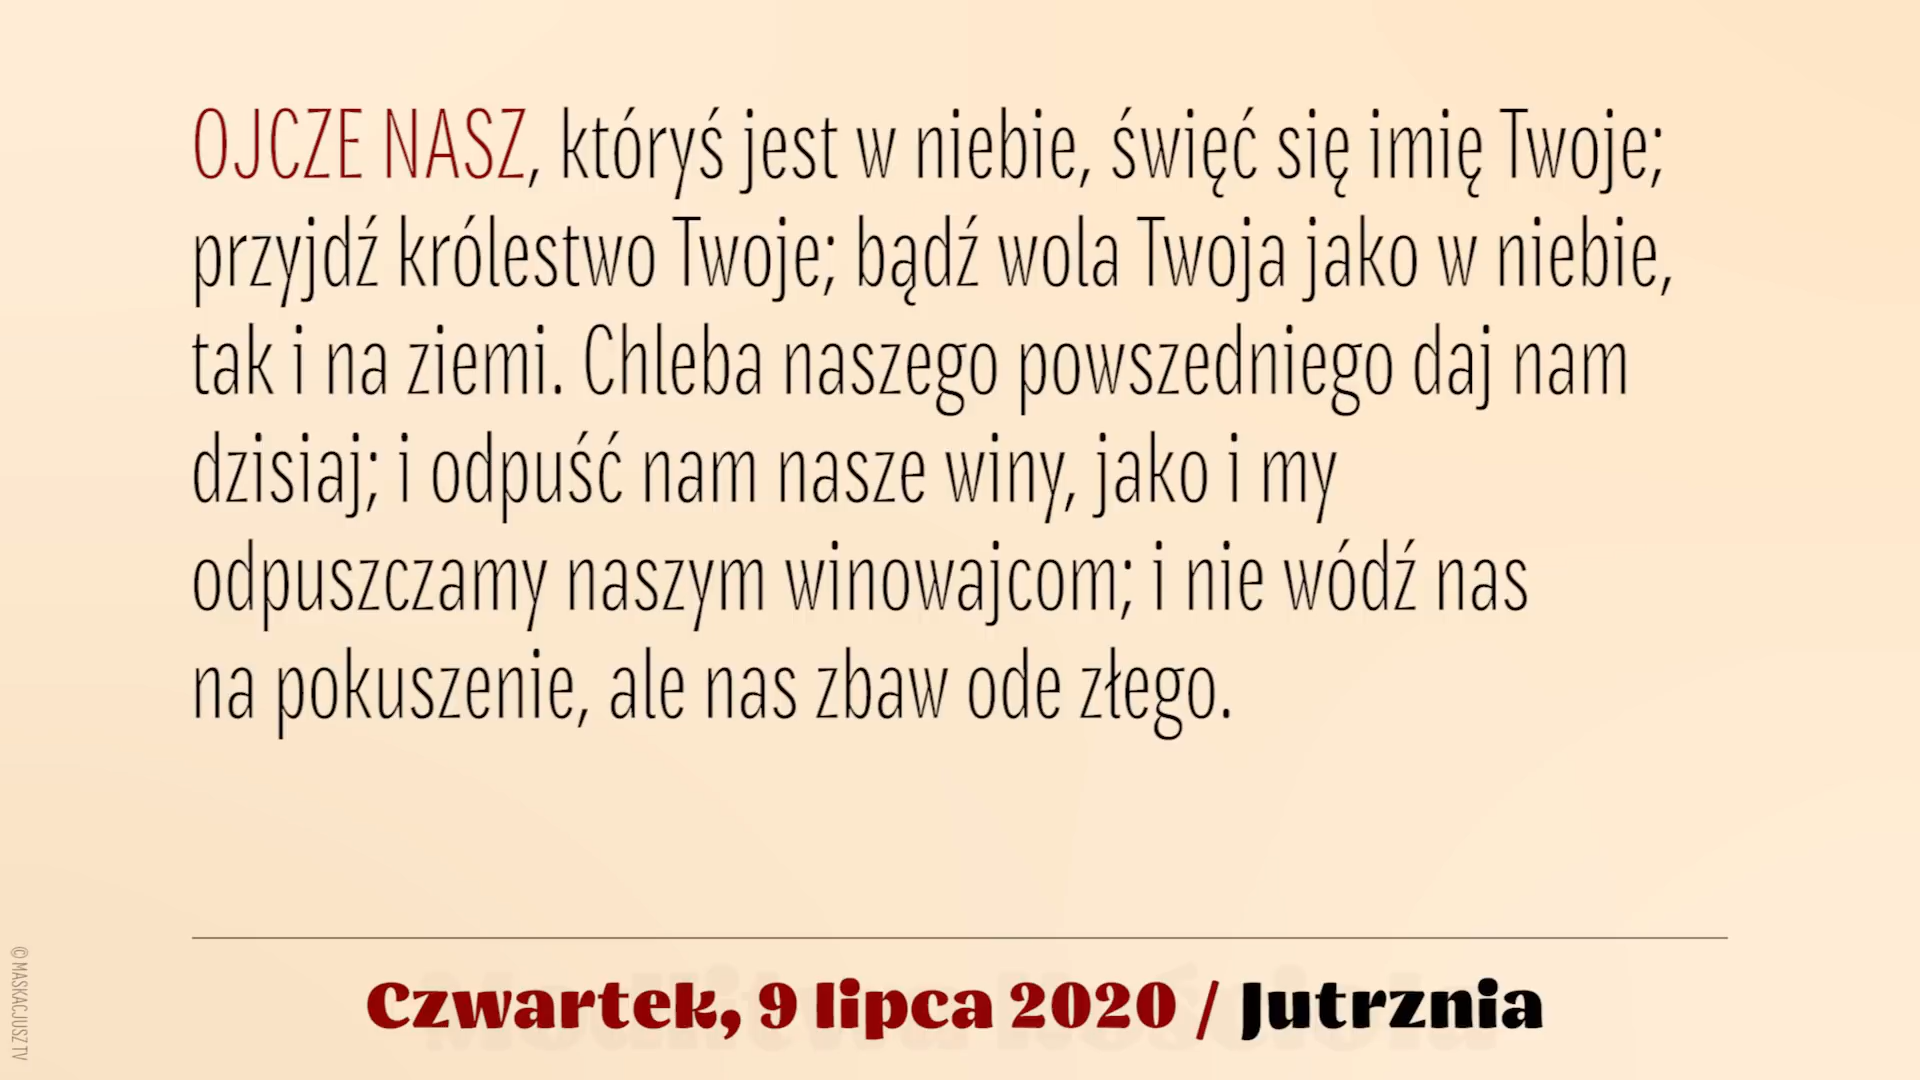 OJCZE NASZ, któryś jest w niebie, święć się imię Twoje;
przyjdź królestwo Twoje; bądź wola Twoja jako w niebie,
tak i na ziemi. Chleba naszego powszedniego daj nam
dzisiaj; i odpuść nam nasze winy, jako i my
odpuszczamy naszym winowajcom; i nie wódź nas
na pokuszenie, ale nas zbaw ode złego.
© MASKACJUSZ TV
Czwartek, 9 lipca 2020 / Jutrznia